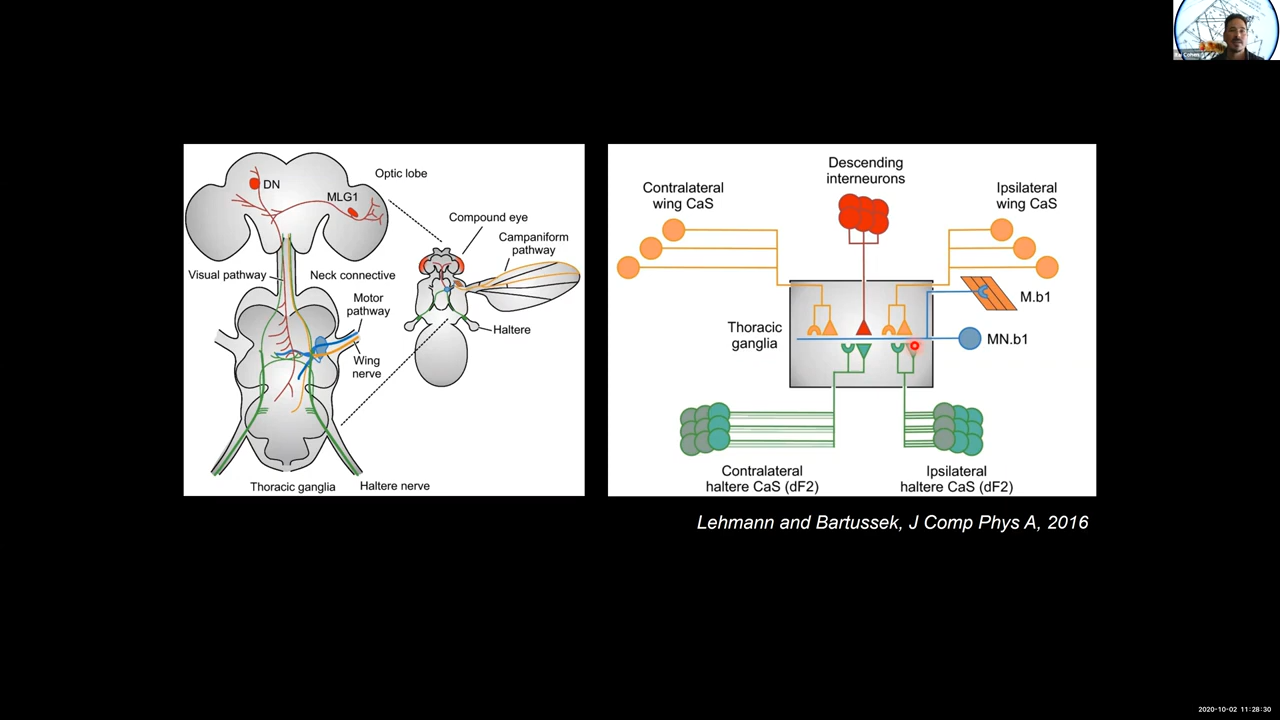 DN
MLG1
Optic lobe
Compound eye
Campaniform
pathway
Visual pathway
Neck connective
Motor
pathway
Haltere
Wing
nerve
Thoracic ganglia
Haltere nerve
Descending
interneurons
Contralateral
wing CaS
Ipsilateral
wing CaS
M.b1
Thoracic
ganglia
MN.b1
Contralateral
haltere CaS (dF2)
Ipsilateral
haltere CaS (dF2)
Lehmann and Bartussek, J Comp Phys A, 2016
2020-10-02 11:28:30